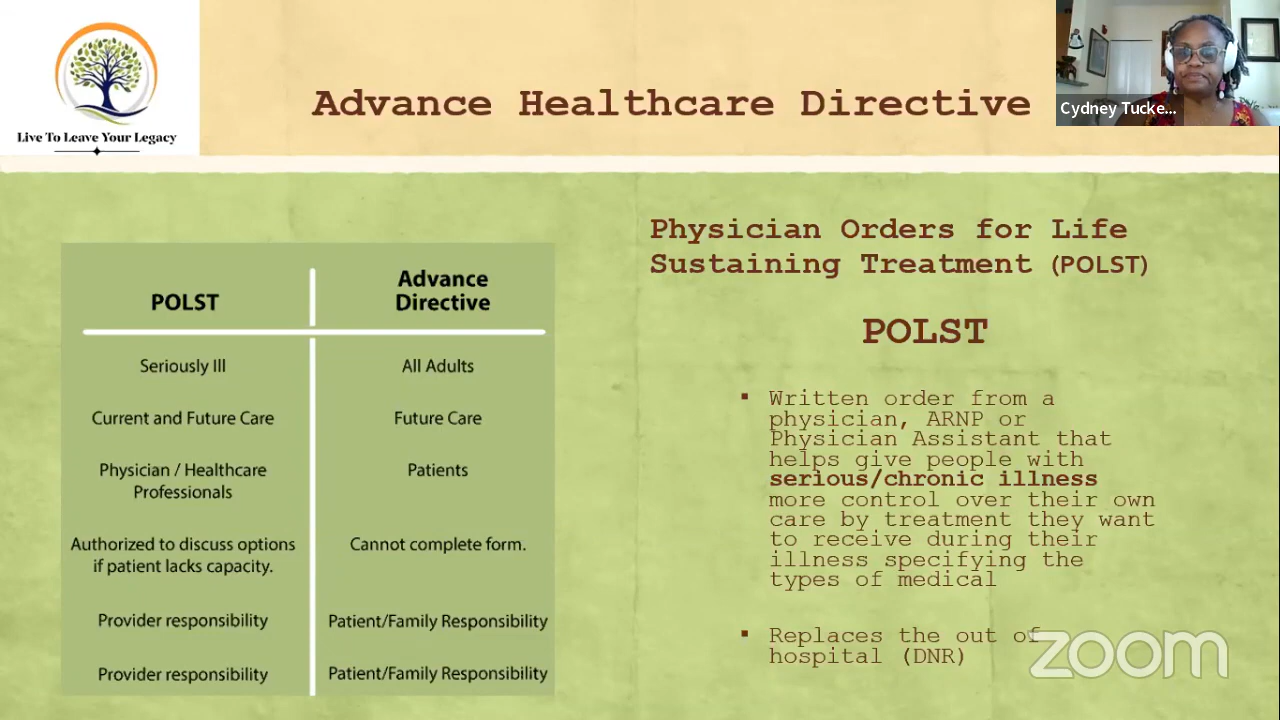 Live To Leave Your Legacy
Advance Healthcare Directive
Cydney Tucke...
POLST
Advance
Directive
Seriously Ill
All Adults
Current and Future Care
Future Care
Physician / Healthcare
Professionals
Patients
Authorized to discuss options
if patient lacks capacity.
Cannot complete form.
Provider responsibility
Patient/Family Responsibility
Provider responsibility
Patient/Family Responsibility
Physician Orders for Life
Sustaining Treatment (POLST)
POLST
▪ Written order from a
physician, ARNP or
Physician Assistant that
helps give people with
serious/chronic illness
more control over their own
care by treatment they want
to receive during their
illness specifying the
types of medical
▪ Replaces the out of
hospital (DNR)
zoom